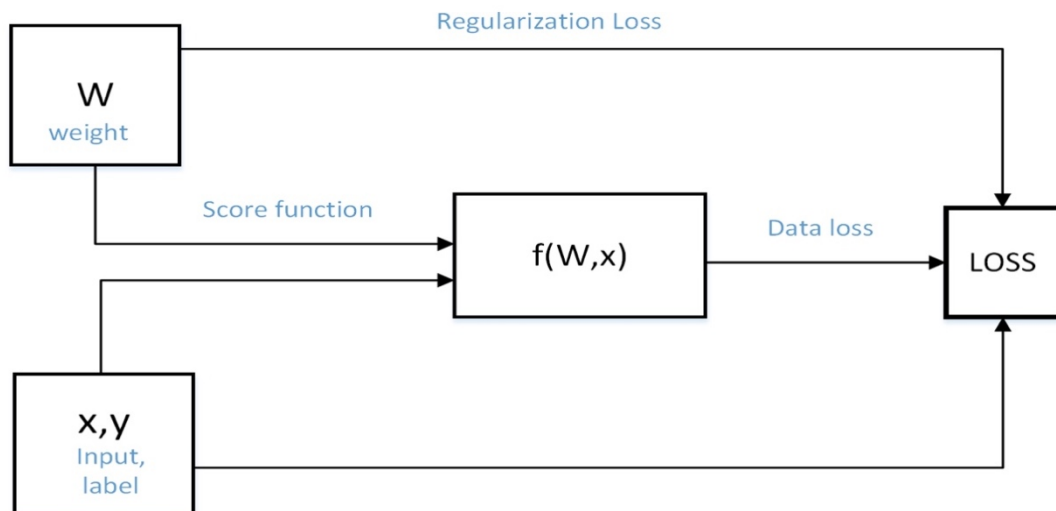 Regularization Loss
W
weight
Score function
f(W,x)
Data loss
LOSS
x,y
Input,
label